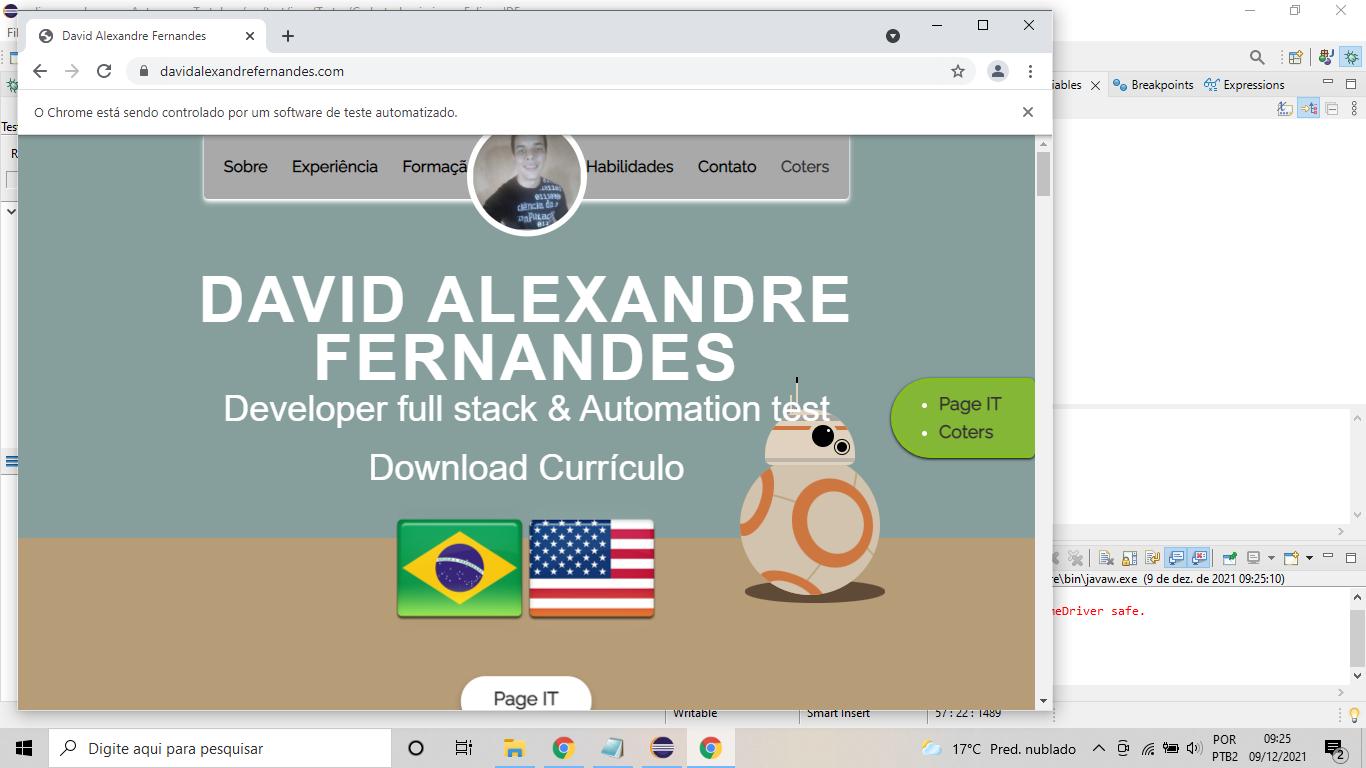 David Alexandre Fernandes
davidalexandrefernandes.com
O Chrome está sendo controlado por um software de teste automatizado.
Sobre Experiência Formaçã Habilidades Contato Coters
DAVID ALEXANDRE
FERNANDES
Developer full stack & Automation test
Download Currículo
Page IT
Coters
Page IT
Breakpoints Expressions
e\bin\javaw.exe (9 de dez. de 2021 09:25:10)
meDriver safe.
Writable Smart Insert 57 : 22 : 1489
Digite aqui para pesquisar
17°C Pred. nublado
POR
PTB2
09:25
09/12/2021
2